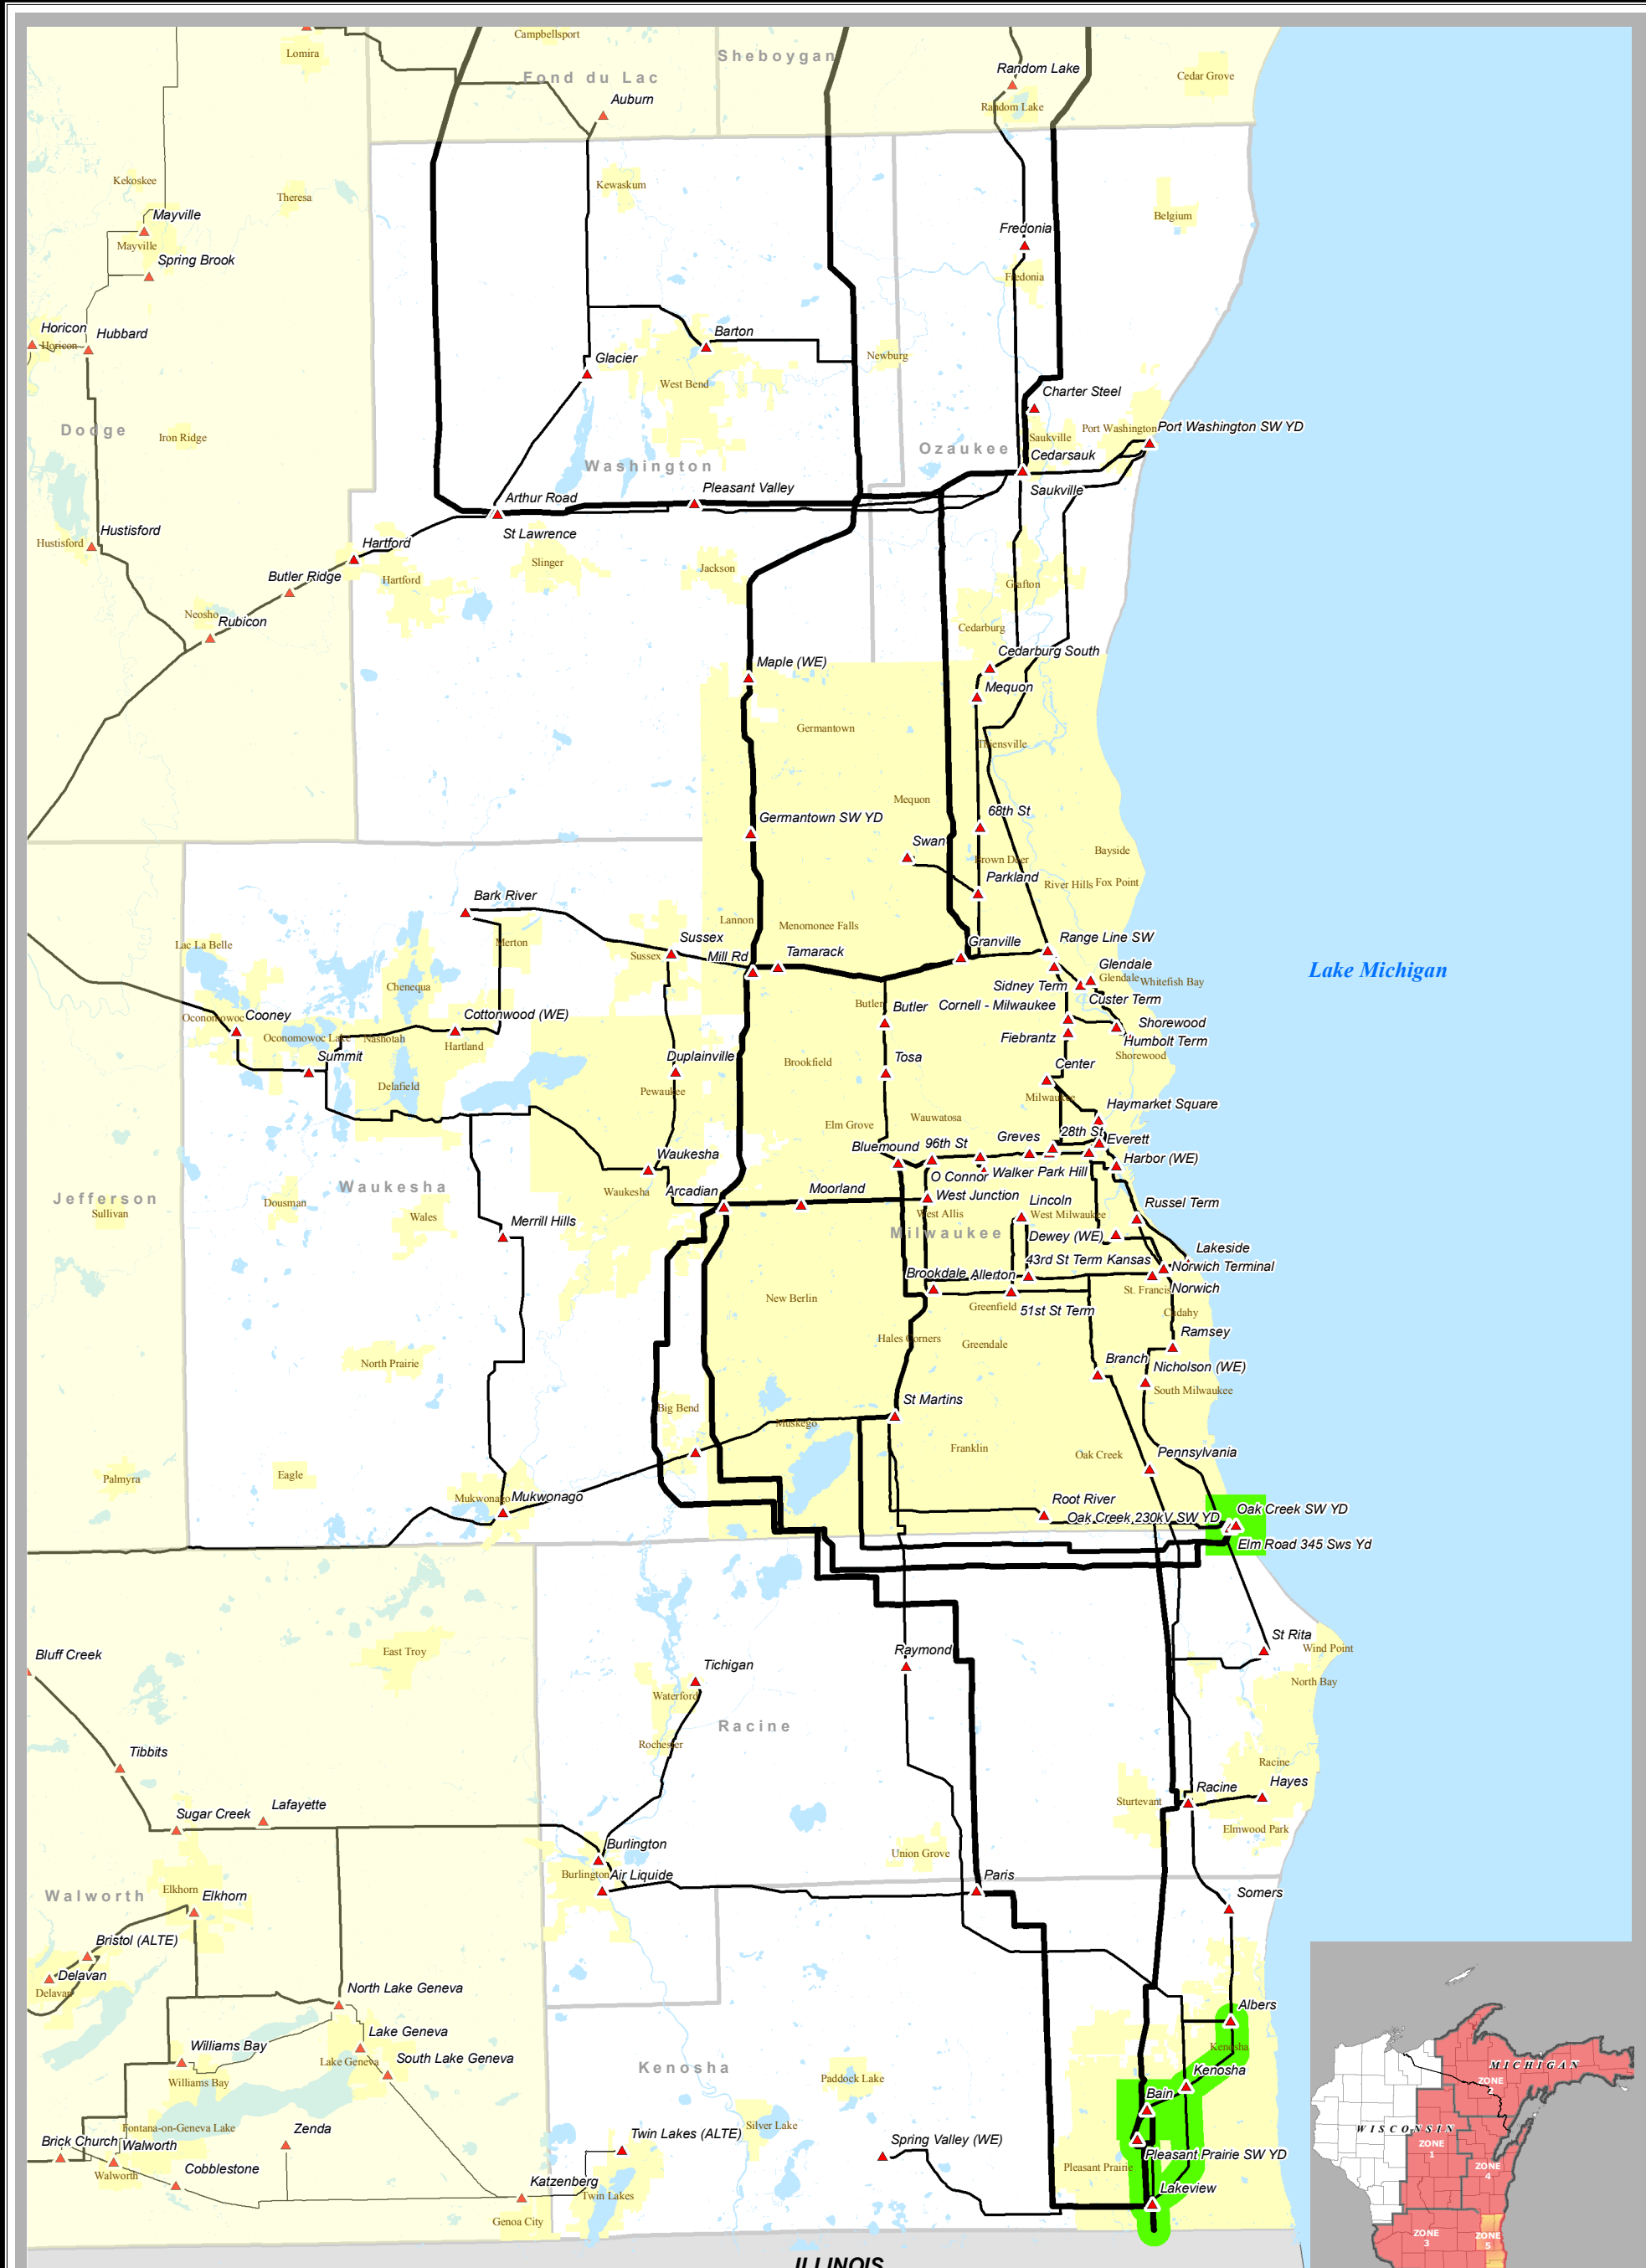 Campbellsport
Sheboygan
Lomira
Fond du Lac
Random Lake
Cedar Grove
Auburn
Random Lake
Kekoskee
Kewaskum
Theresa
Mayville
Belgium
Mayville
Fredonia
Spring Brook
Fredonia
Horicon
Hubbard
Horicon
Barton
Newburg
Glacier
West Bend
Charter Steel
Dodge
Iron Ridge
Port Washington
Port Washington SW YD
Saukville
Ozaukee
Cedarsauk
Washington
Pleasant Valley
Saukville
Arthur Road
Hustisford
St Lawrence
Hustisford
Hartford
Slinger
Jackson
Butler Ridge
Hartford
Grafton
Neosho
Rubicon
Cedarburg
Cedarburg South
Maple (WE)
Mequon
Germantown
Thiensville
Mequon
68th St
Germantown SW YD
Swan
Bayside
Brown Deer
Parkland
River Hills
Fox Point
Bark River
Lannon
Menomonee Falls
Lac La Belle
Merton
Sussex
Granville
Range Line SW
Sussex
Mill Rd
Tamarack
Glendale
Lake Michigan
Glendale
Whitefish Bay
Chenequa
Sidney Term
Custer Term
Butler
Butler
Cornell - Milwaukee
Oconomowoc
Cooney
Cottonwood (WE)
Shorewood
Oconomowoc Lake
Nashotah
Hartland
Fiebrantz
Humbolt Term
Summit
Duplainville
Brookfield
Tosa
Shorewood
Center
Delafield
Pewaukee
Milwaukee
Haymarket Square
Wauwatosa
Elm Grove
28th St
Greves
Everett
Bluemound
96th St
Waukesha
Harbor (WE)
O Connor
Walker
Park Hill
Waukesha
Jefferson
Waukesha
Arcadian
Moorland
West Junction
Lincoln
Russel Term
Dousman
Sullivan
Wales
West Allis
West Milwaukee
Merrill Hills
Milwaukee
Dewey (WE)
Lakeside
43rd St Term
Kansas
Norwich Terminal
Brookdale
Allerton
St. Francis
Norwich
New Berlin
Greenfield
51st St Term
Cudahy
Ramsey
Hales Corners
Greendale
North Prairie
Branch
Nicholson (WE)
South Milwaukee
St Martins
Big Bend
Muskego
Franklin
Oak Creek
Pennsylvania
Palmyra
Eagle
Mukwonago
Mukwonago
Root River
Oak Creek SW YD
Oak Creek 230kV SW YD
Elm Road 345 Sws Yd
St Rita
Bluff Creek
East Troy
Raymond
Wind Point
Tichigan
North Bay
Waterford
Racine
Rochester
Tibbits
Racine
Hayes
Racine
Sturtevant
Sugar Creek
Lafayette
Elmwood Park
Burlington
Union Grove
Burlington
Air Liquide
Paris
Elkhorn
Walworth
Elkhorn
Somers
Bristol (ALTE)
Delavan
North Lake Geneva
Delavan
Albers
Lake Geneva
Williams Bay
Kenosha
South Lake Geneva
Lake Geneva
Kenosha
Kenosha
MICHIGAN
Williams Bay
Paddock Lake
ZONE
2
Bain
Fontana-on-Geneva Lake
Silver Lake
WISCONSIN
Zenda
Twin Lakes (ALTE)
Spring Valley (WE)
ZONE
1
Brick Church
Walworth
Pleasant Prairie SW YD
Pleasant Prairie
ZONE
4
Walworth
Cobblestone
Katzenberg
Twin Lakes
Lakeview
Genoa City
ZONE
3
ZONE
5
ILLINOIS